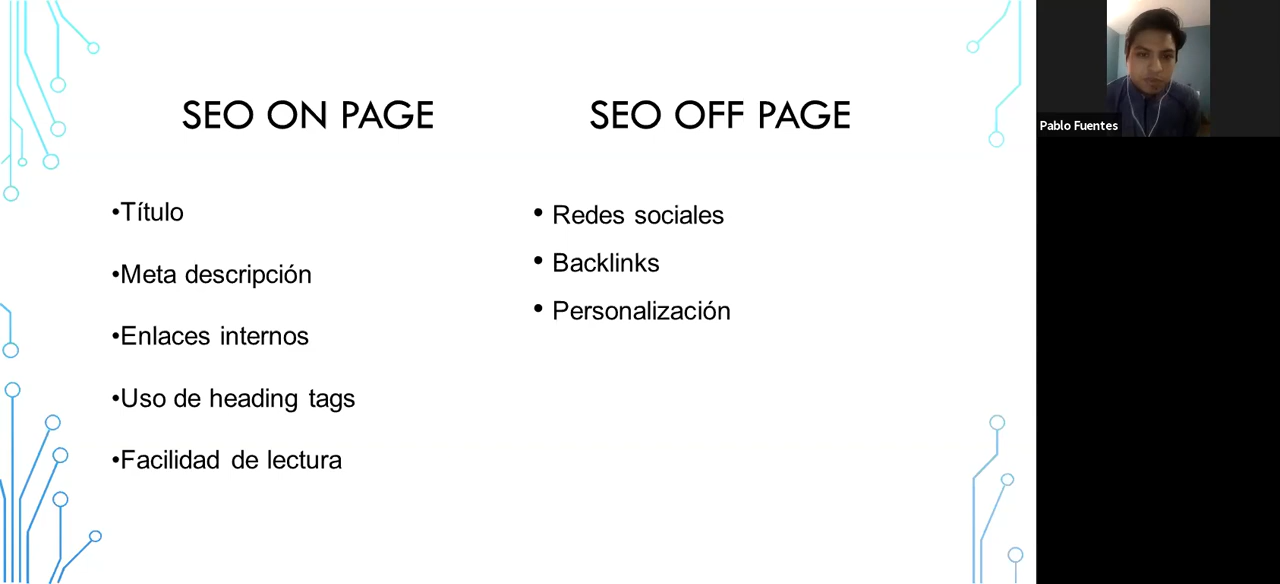 SEO ON PAGE
•Título
•Meta descripción
•Enlaces internos
•Uso de heading tags
•Facilidad de lectura
SEO OFF PAGE
• Redes sociales
• Backlinks
• Personalización
Pablo Fuentes